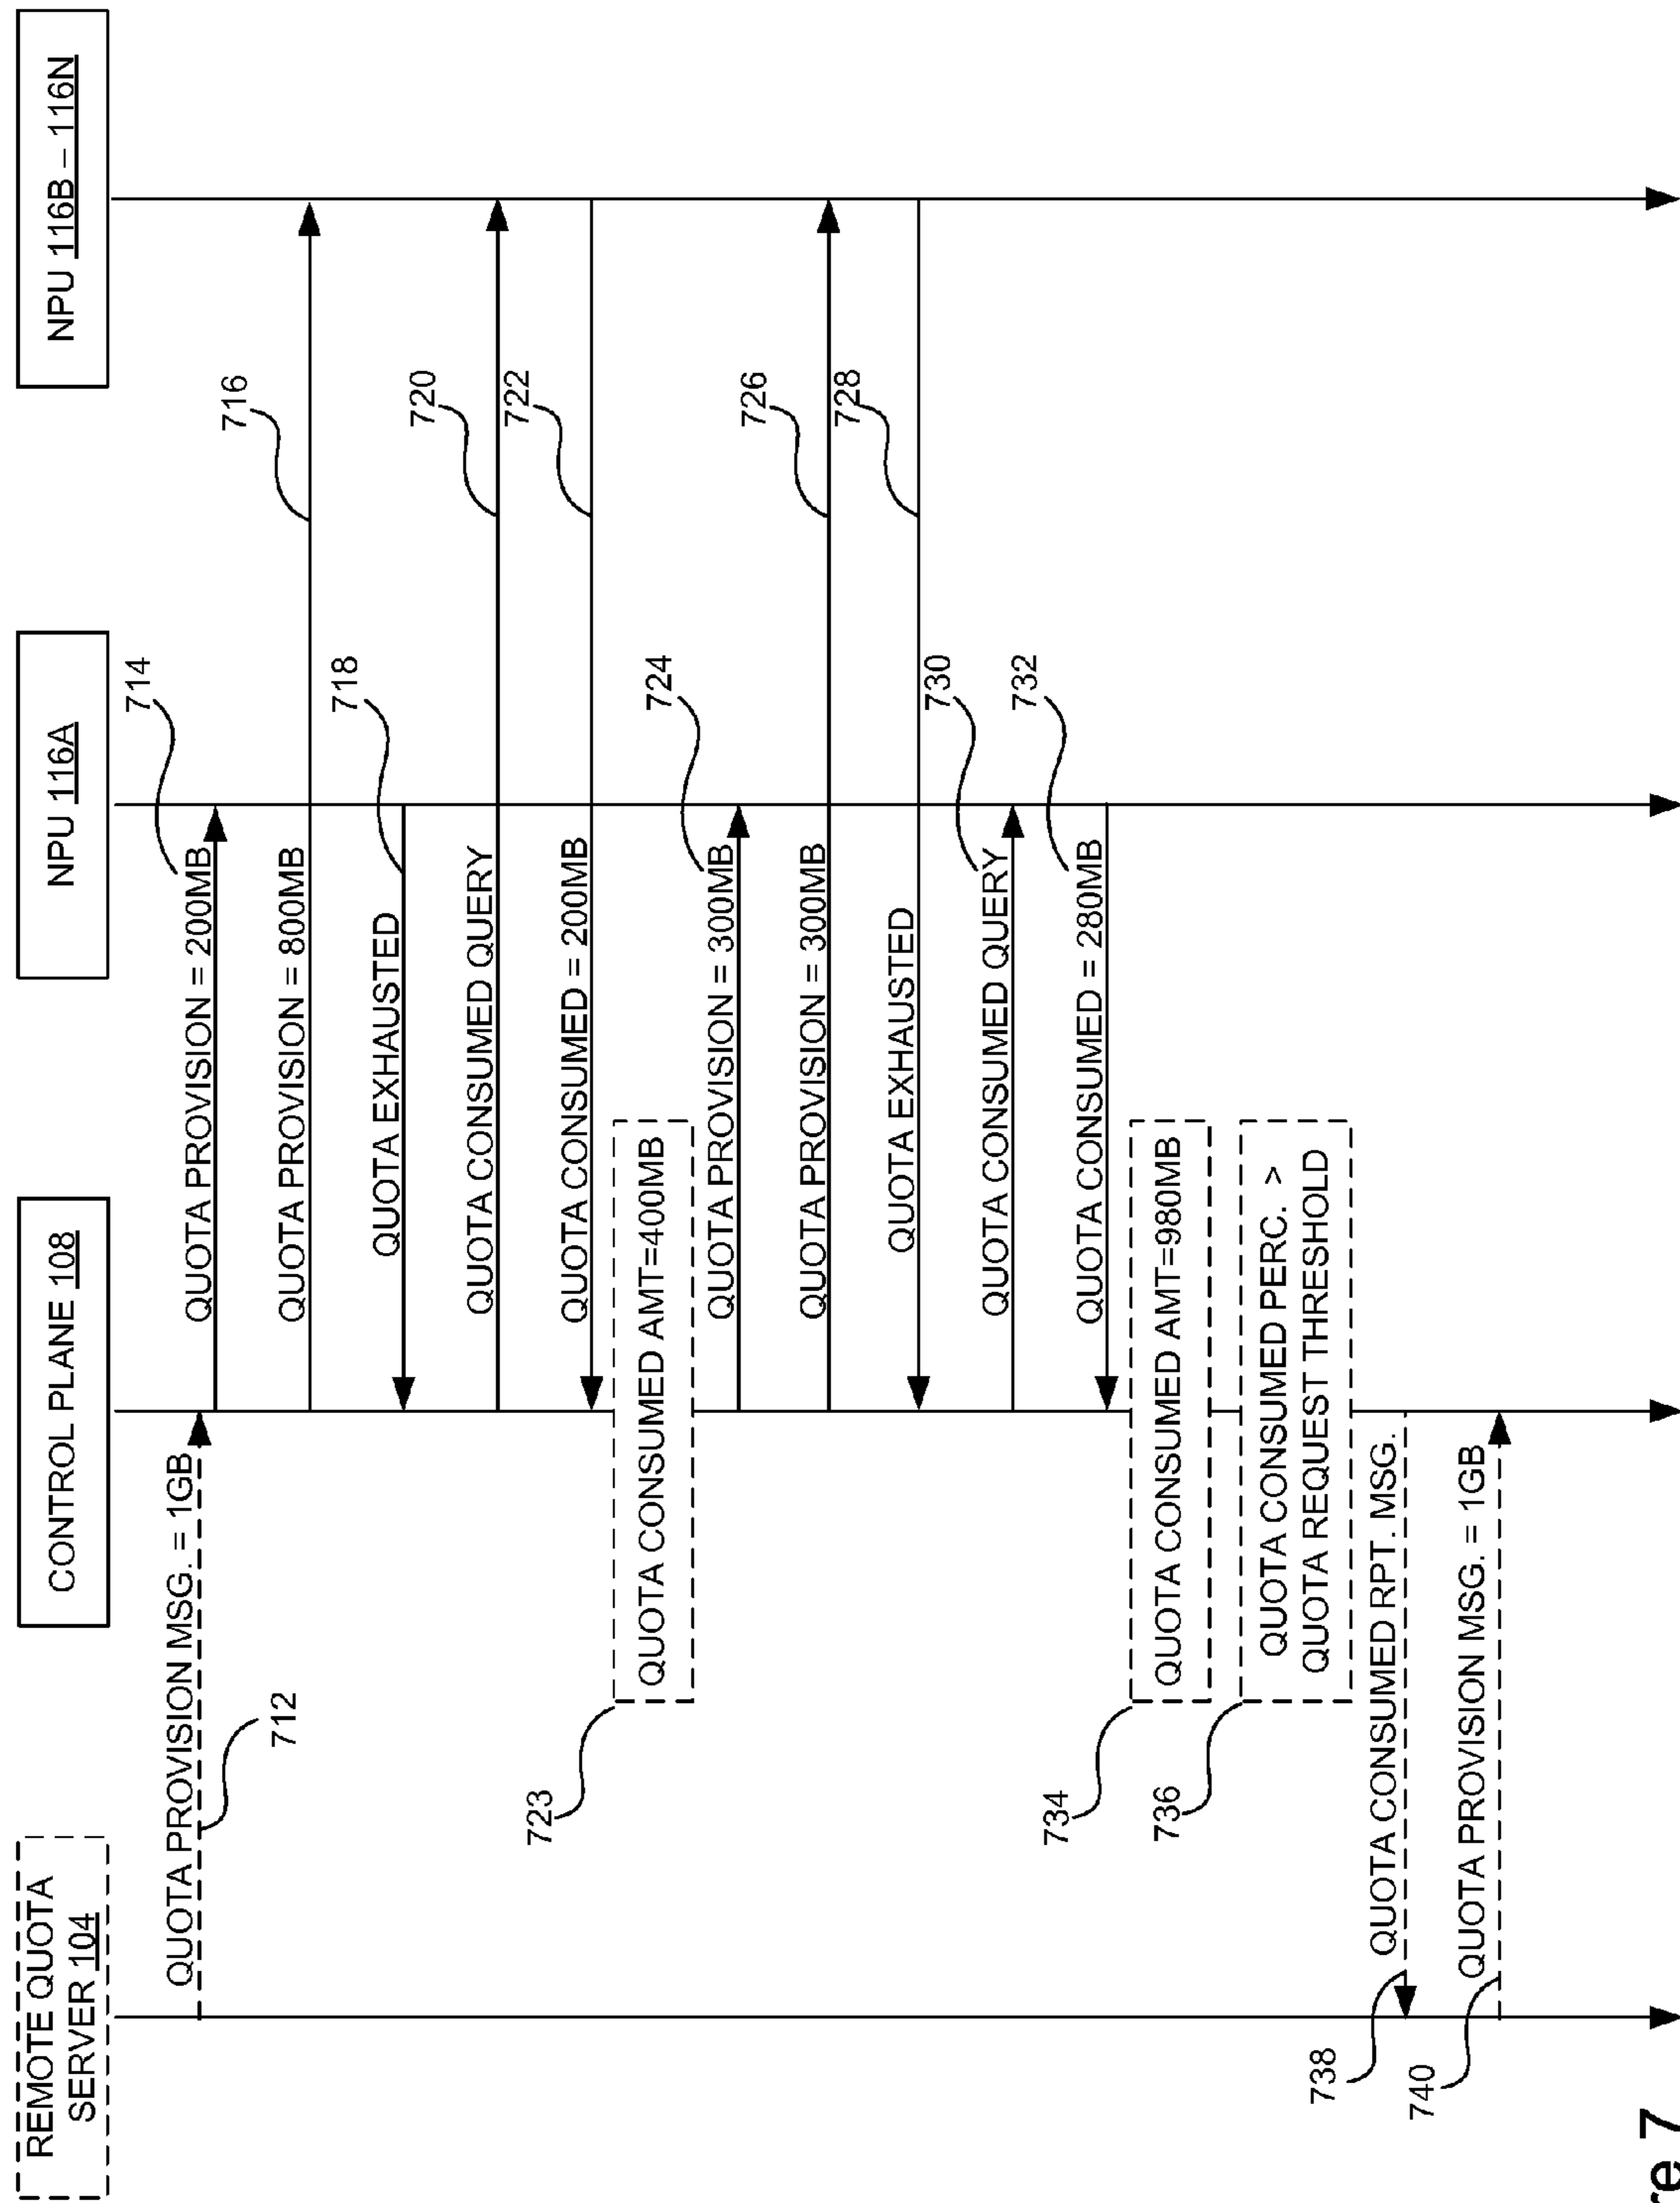 REMOTE QUOTA
SERVER 104
CONTROL PLANE 108
NPU 116A
NPU 116B – 116N
QUOTA PROVISION MSG. = 1GB
712
QUOTA PROVISION = 200MB
714
QUOTA PROVISION = 800MB
716
QUOTA EXHAUSTED
718
QUOTA CONSUMED QUERY
720
QUOTA CONSUMED = 200MB
722
QUOTA CONSUMED AMT=400MB
723
QUOTA PROVISION = 300MB
724
QUOTA PROVISION = 300MB
726
QUOTA EXHAUSTED
728
QUOTA CONSUMED QUERY
730
QUOTA CONSUMED = 280MB
732
QUOTA CONSUMED AMT=980MB
734
QUOTA CONSUMED PERC. >
QUOTA REQUEST THRESHOLD
736
QUOTA CONSUMED RPT. MSG.
738
QUOTA PROVISION MSG. = 1GB
740
re 7